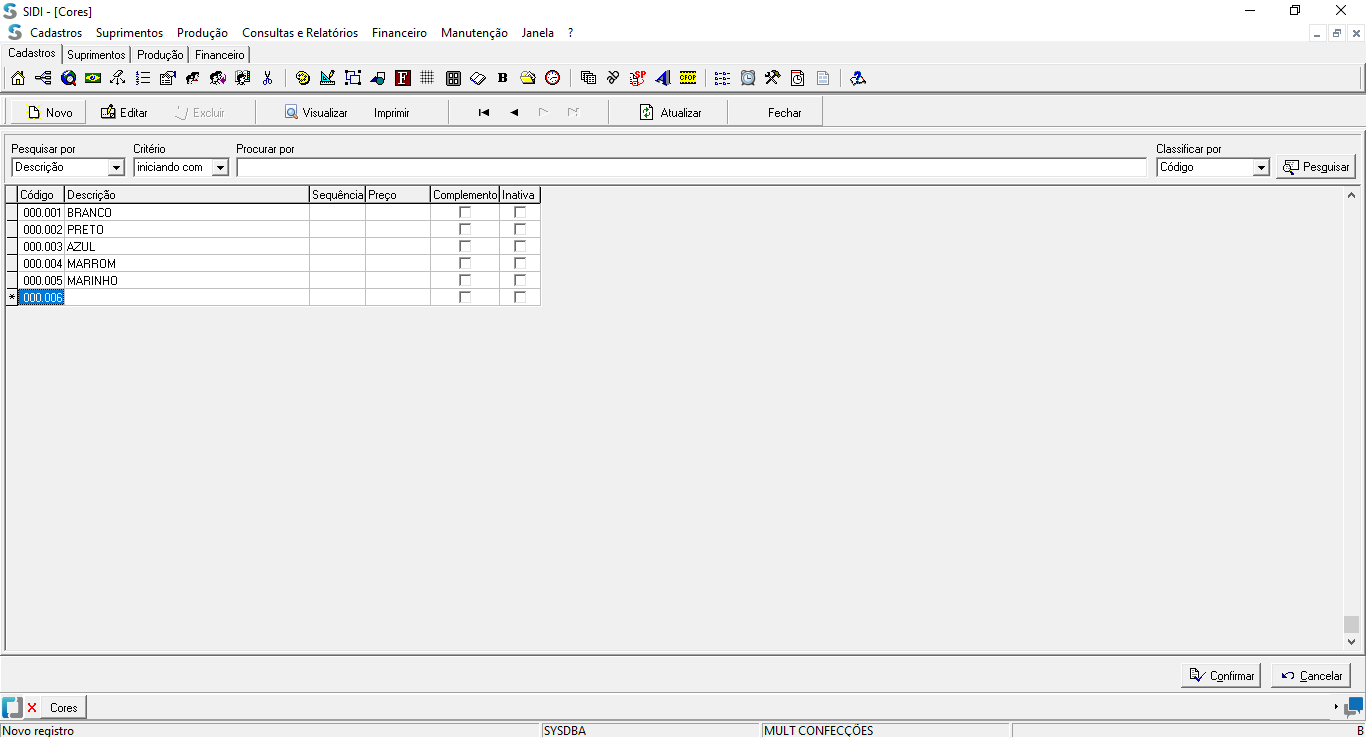 SIDI - [Cores]
Cadastros Suprimentos Produção Consultas e Relatórios Financeiro Manutenção Janela ?
Cadastros Suprimentos Produção Financeiro
F B SP CFOP
Novo Editar Excluir Visualizar Imprimir Atualizar Fechar
Pesquisar por Critério Procurar por Classificar por
Descrição iniciando com Código Pesquisar
Código Descrição Sequência Preço Complemento Inativa
000.001 BRANCO
000.002 PRETO
000.003 AZUL
000.004 MARROM
000.005 MARINHO
* 000.006
Confirmar Cancelar
Cores
Novo registro SYSDBA MULT CONFECÇÕES B